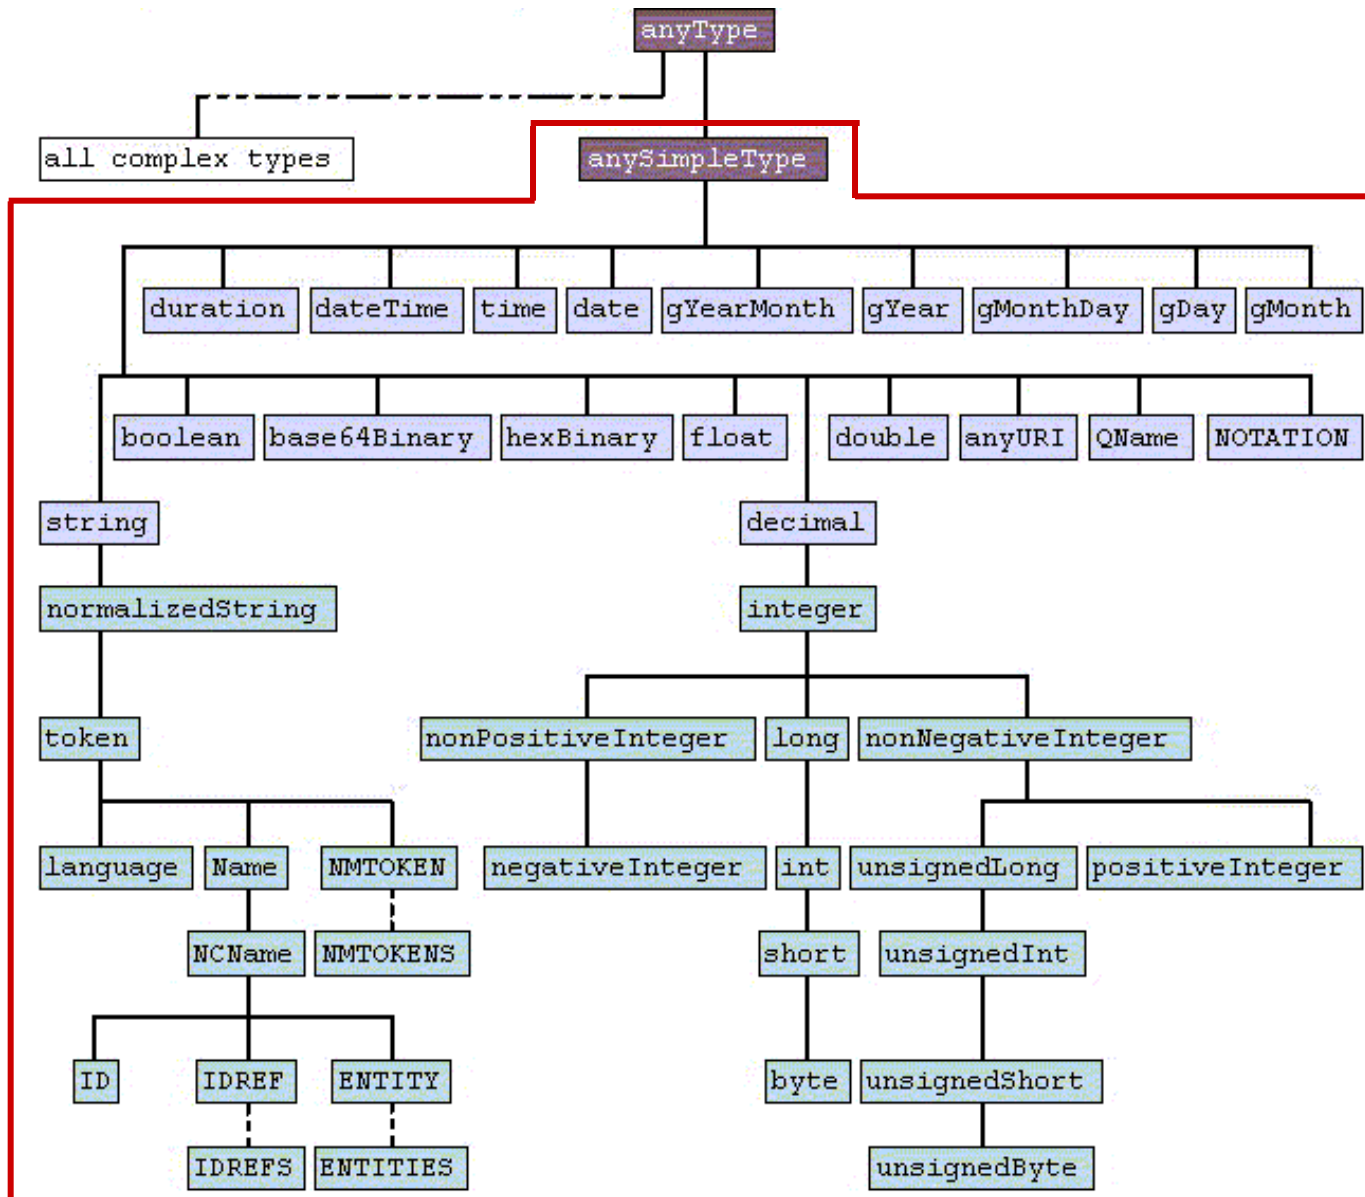 anyType
all complex types
anySimpleType
duration dateTime time date gYearMonth gYear gMonthDay gDay gMonth
boolean base64Binary hexBinary float double anyURI QName NOTATION
string decimal
normalizedString integer
token nonPositiveInteger long nonNegativeInteger
language Name NMTOKEN negativeInteger int unsignedLong positiveInteger
NCName NMTOKENS short unsignedInt
ID IDREF ENTITY byte unsignedShort
IDREFS ENTITIES unsignedByte